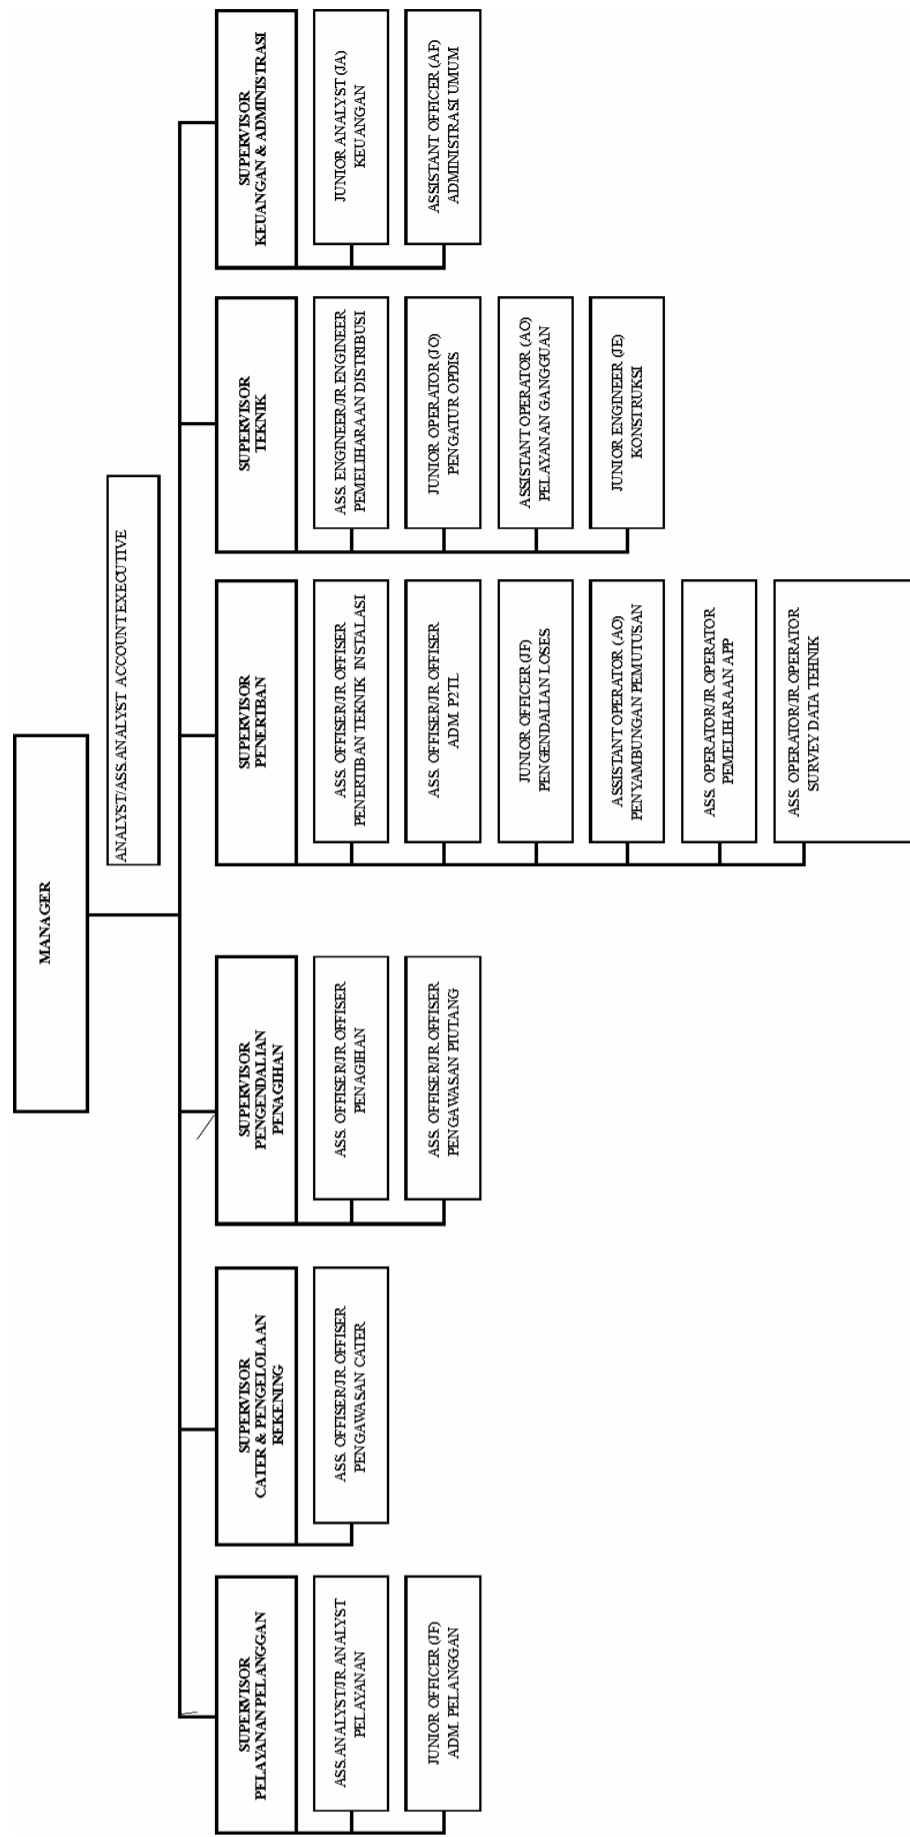 MANAGER
ANALYST/ASS.ANALYST ACCOUNTEXECUTIVE
SUPERVISOR
PELAYANAN PELANGGAN
ASS.ANALYST/JR.ANALYST
PELAYANAN
JUNIOR OFFICER (JF)
ADM. PELANGGAN
SUPERVISOR
CATER & PENGELOLAAN
REKENING
ASS. OFFISER/JR.OFFISER
PENGAWASAN CATER
SUPERVISOR
PENGENDALIAN
PENAGIHAN
ASS. OFFISER/JR.OFFISER
PENAGIHAN
ASS. OFFISER/JR.OFFISER
PENGAWASAN PIUTANG
SUPERVISOR
PENERTIBAN
ASS. OFFISER/JR.OFFISER
PENERTIBAN TEKNIK INSTALASI
ASS. OFFISER/JR.OFFISER
ADM. P2TL
JUNIOR OFFICER (JF)
PENGENDALIAN LOSES
ASSISTANT OPERATOR (AO)
PENYAMBUNGAN PEMUTUSAN
ASS. OPERATOR/JR.OPERATOR
PEMELIHARAAN APP
ASS. OPERATOR/JR.OPERATOR
SURVEY DATA TEHNIK
SUPERVISOR
TEKNIK
ASS. ENGINEER/JR.ENGINEER
PEMELIHARAAN DISTRIBUSI
JUNIOR OPERATOR (JO)
PENGATUR OPDIS
ASSISTANT OPERATOR (AO)
PELAYANAN GANGGUAN
JUNIOR ENGINEER (JE)
KONSTRUKSI
SUPERVISOR
KEUANGAN & ADMINISTRASI
JUNIOR ANALYST (JA)
KEUANGAN
ASSISTANT OFFICER (AF)
ADMINISTRASI UMUM